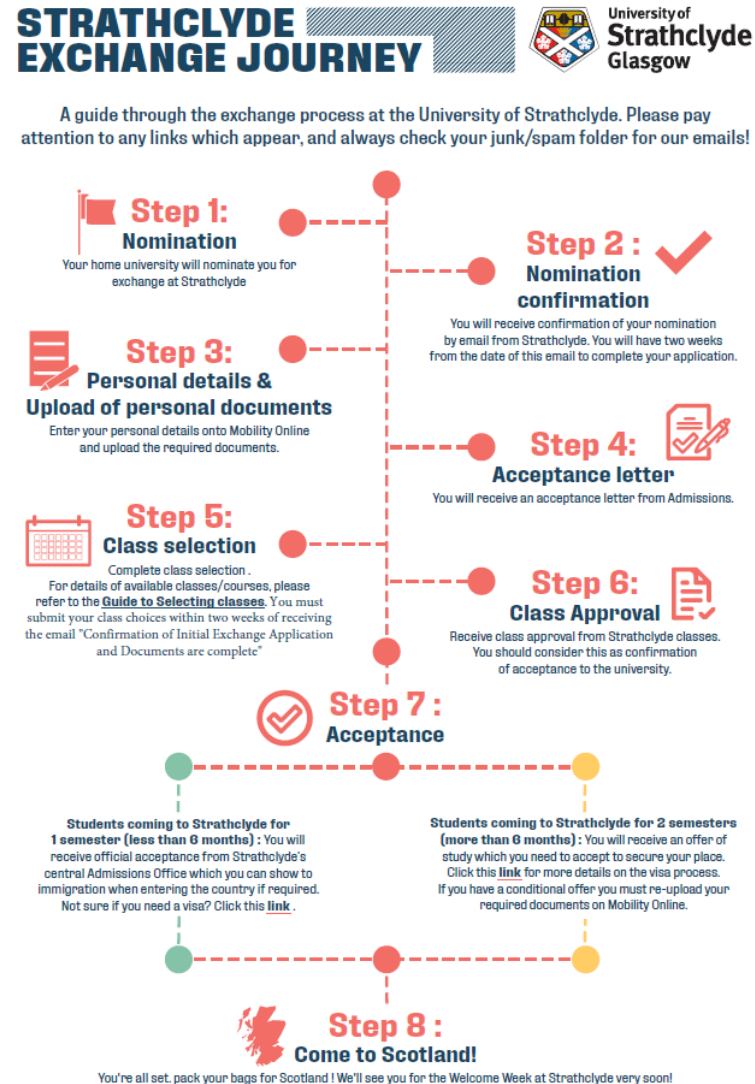 STRATHCLYDE
EXCHANGE JOURNEY
University of
Strathclyde
Glasgow
A guide through the exchange process at the University of Strathclyde. Please pay
attention to any links which appear, and always check your junk/spam folder for our emails!
Step 1:
Nomination
Your home university will nominate you for
exchange at Strathclyde
Step 2 :
Nomination
confirmation
You will receive confirmation of your nomination
by email from Strathclyde. You will have two weeks
from the date of this email to complete your application.
Step 3:
Personal details &
Upload of personal documents
Enter your personal details onto Mobility Online
and upload the required documents.
Step 4:
Acceptance letter
You will receive an acceptance letter from Admissions.
Step 5:
Class selection
Complete class selection .
For details of available classes/courses, please
refer to the Guide to Selecting classes. You must
submit your class choices within two weeks of receiving
the email "Confirmation of Initial Exchange Application
and Documents are complete"
Step 6:
Class Approval
Receive class approval from Strathclyde classes.
You should consider this as confirmation
of acceptance to the university.
Step 7 :
Acceptance
Students coming to Strathclyde for
1 semester (less than 6 months) : You will
receive official acceptance from Strathclyde's
central Admissions Office which you can show to
immigration when entering the country if required.
Not sure if you need a visa? Click this link .
Students coming to Strathclyde for 2 semesters
(more than 6 months) : You will receive an offer of
study which you need to accept to secure your place.
Click this link for more details on the visa process.
If you have a conditional offer you must re-upload your
required documents on Mobility Online.
Step 8 :
Come to Scotland!
You're all set, pack your bags for Scotland ! We'll see you for the Welcome Week at Strathclyde very soon!